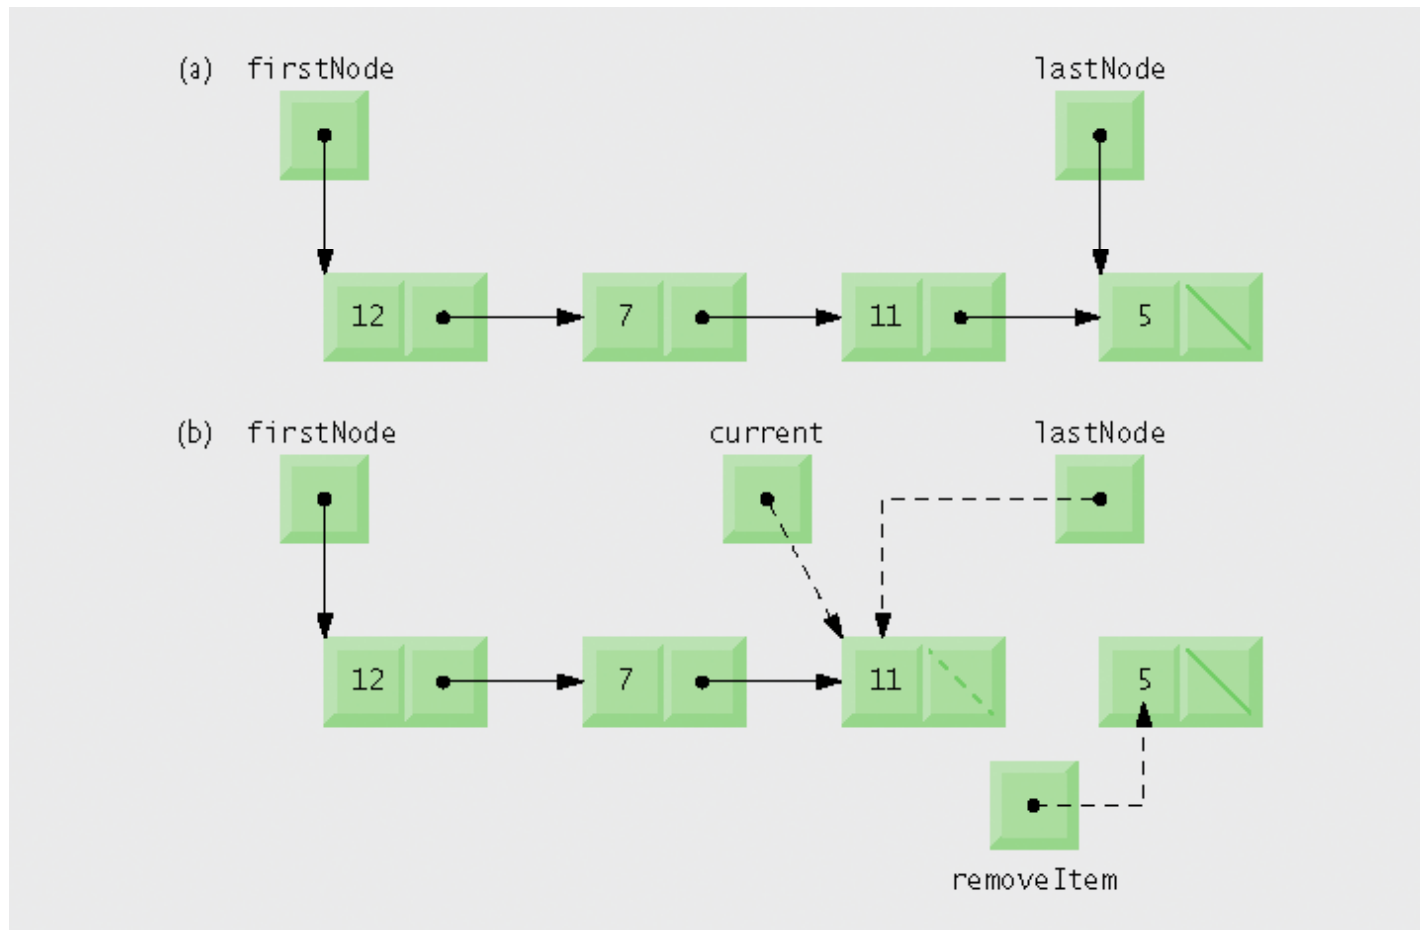 (a) firstNode lastNode
12 7 11 5
(b) firstNode current lastNode
12 7 11 5
removeItem